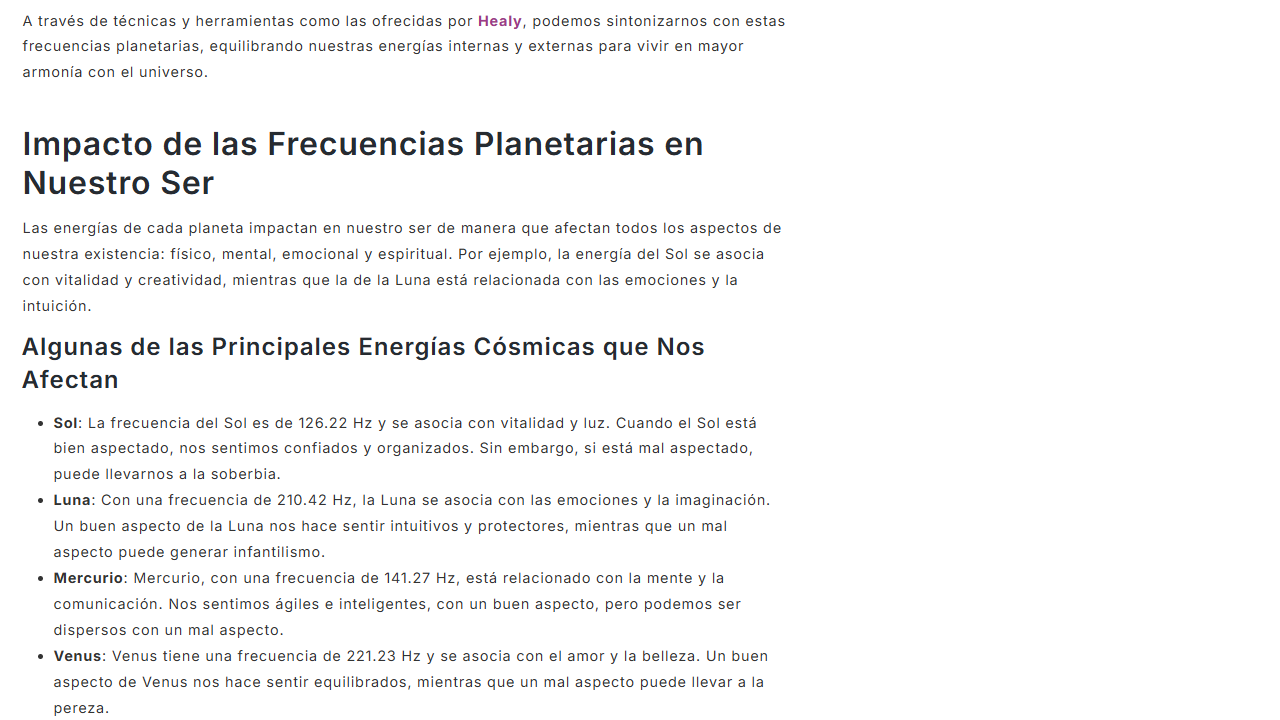 A través de técnicas y herramientas como las ofrecidas por Healy, podemos sintonizarnos con estas
frecuencias planetarias, equilibrando nuestras energías internas y externas para vivir en mayor
armonía con el universo.
Impacto de las Frecuencias Planetarias en
Nuestro Ser
Las energías de cada planeta impactan en nuestro ser de manera que afectan todos los aspectos de
nuestra existencia: físico, mental, emocional y espiritual. Por ejemplo, la energía del Sol se asocia
con vitalidad y creatividad, mientras que la de la Luna está relacionada con las emociones y la
intuición.
Algunas de las Principales Energías Cósmicas que Nos
Afectan
• Sol: La frecuencia del Sol es de 126.22 Hz y se asocia con vitalidad y luz. Cuando el Sol está
bien aspectado, nos sentimos confiados y organizados. Sin embargo, si está mal aspectado,
puede llevarnos a la soberbia.
• Luna: Con una frecuencia de 210.42 Hz, la Luna se asocia con las emociones y la imaginación.
Un buen aspecto de la Luna nos hace sentir intuitivos y protectores, mientras que un mal
aspecto puede generar infantilismo.
• Mercurio: Mercurio, con una frecuencia de 141.27 Hz, está relacionado con la mente y la
comunicación. Nos sentimos ágiles e inteligentes, con un buen aspecto, pero podemos ser
dispersos con un mal aspecto.
• Venus: Venus tiene una frecuencia de 221.23 Hz y se asocia con el amor y la belleza. Un buen
aspecto de Venus nos hace sentir equilibrados, mientras que un mal aspecto puede llevar a la
pereza.